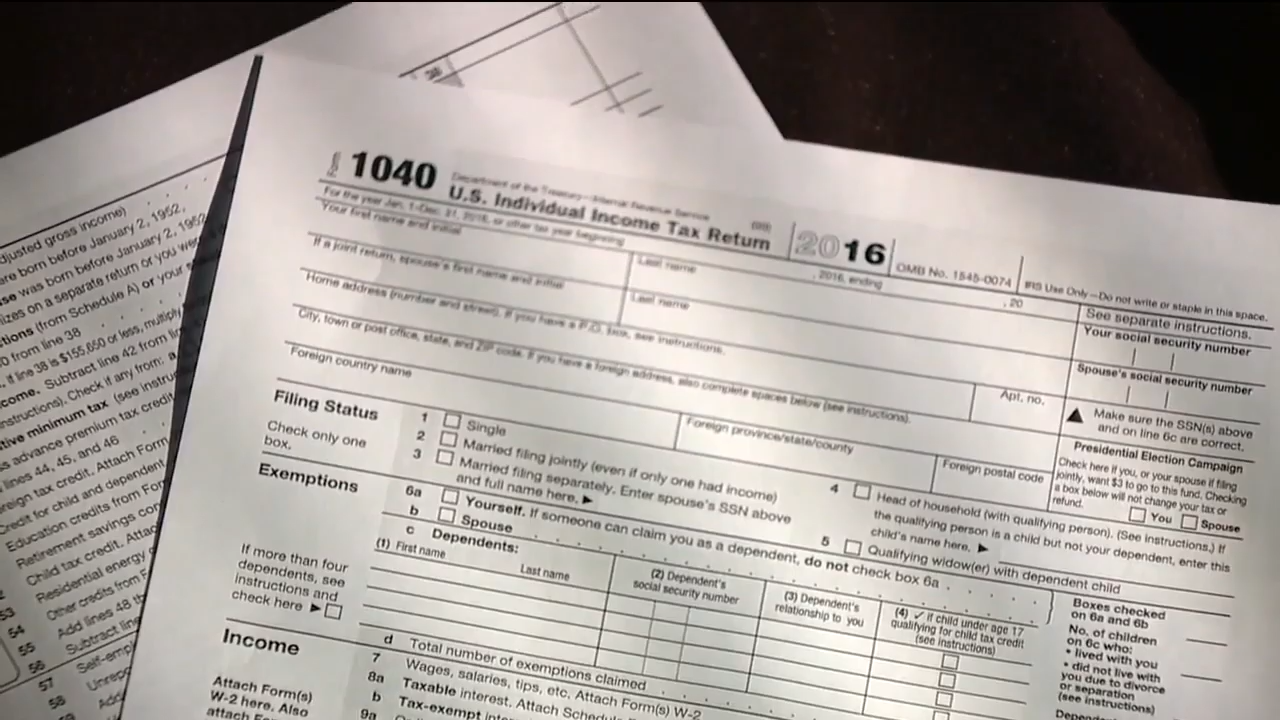 1040
Department of the Treasury—Internal Revenue Service
U.S. Individual Income Tax Return
(99)
2016
OMB No. 1545-0074
IRS Use Only—Do not write or staple in this space.
For the year Jan. 1–Dec. 31, 2016, or other tax year beginning
, 2016, ending
, 20
See separate instructions.
Your first name and initial
Last name
Your social security number
If a joint return, spouse's first name and initial
Last name
Spouse's social security number
Home address (number and street). If you have a P.O. box, see instructions.
Apt. no.
▲ Make sure the SSN(s) above
and on line 6c are correct.
City, town or post office, state, and ZIP code. If you have a foreign address, also complete spaces below (see instructions).
Presidential Election Campaign
Check here if you, or your spouse if filing
jointly, want $3 to go to this fund. Checking
a box below will not change your tax or
refund.
You Spouse
Foreign country name
Foreign province/state/county
Foreign postal code
Filing Status
Check only one
box.
1 Single
2 Married filing jointly (even if only one had income)
3 Married filing separately. Enter spouse's SSN above
and full name here. ▶
4 Head of household (with qualifying person). (See instructions.) If
the qualifying person is a child but not your dependent, enter this
child's name here. ▶
5 Qualifying widow(er) with dependent child
Exemptions
6a Yourself. If someone can claim you as a dependent, do not check box 6a
b Spouse
c Dependents:
(1) First name
Last name
(2) Dependent's
social security number
(3) Dependent's
relationship to you
(4) ✓ if child under age 17
qualifying for child tax credit
(see instructions)
If more than four
dependents, see
instructions and
check here ▶
d Total number of exemptions claimed
Boxes checked
on 6a and 6b
No. of children
on 6c who:
• lived with you
• did not live with
you due to divorce
or separation
(see instructions)
Income
7 Wages, salaries, tips, etc. Attach Form(s) W-2
8a Taxable interest. Attach
b Tax-exempt
9a
Attach Form(s)
W-2 here. Also
attach
djusted gross income)
born before January 2, 1952,
was born before January 2, 1952
izes on a separate return or you
ctions (from Schedule A) or your
from line 38
if line 38 is $155,650 or less, multiply
come. Subtract line 42 from
nstructions). Check if any from: a
tive minimum tax (see
advance premium tax credit
lines 44, 45, and 46
eign tax credit. Attach Form
Credit for child and dependent
Education credits from
Retirement savings
Child tax credit.
Residential energy
Other credits from
Add lines 48
Subtract
53
54
55
56
57
58